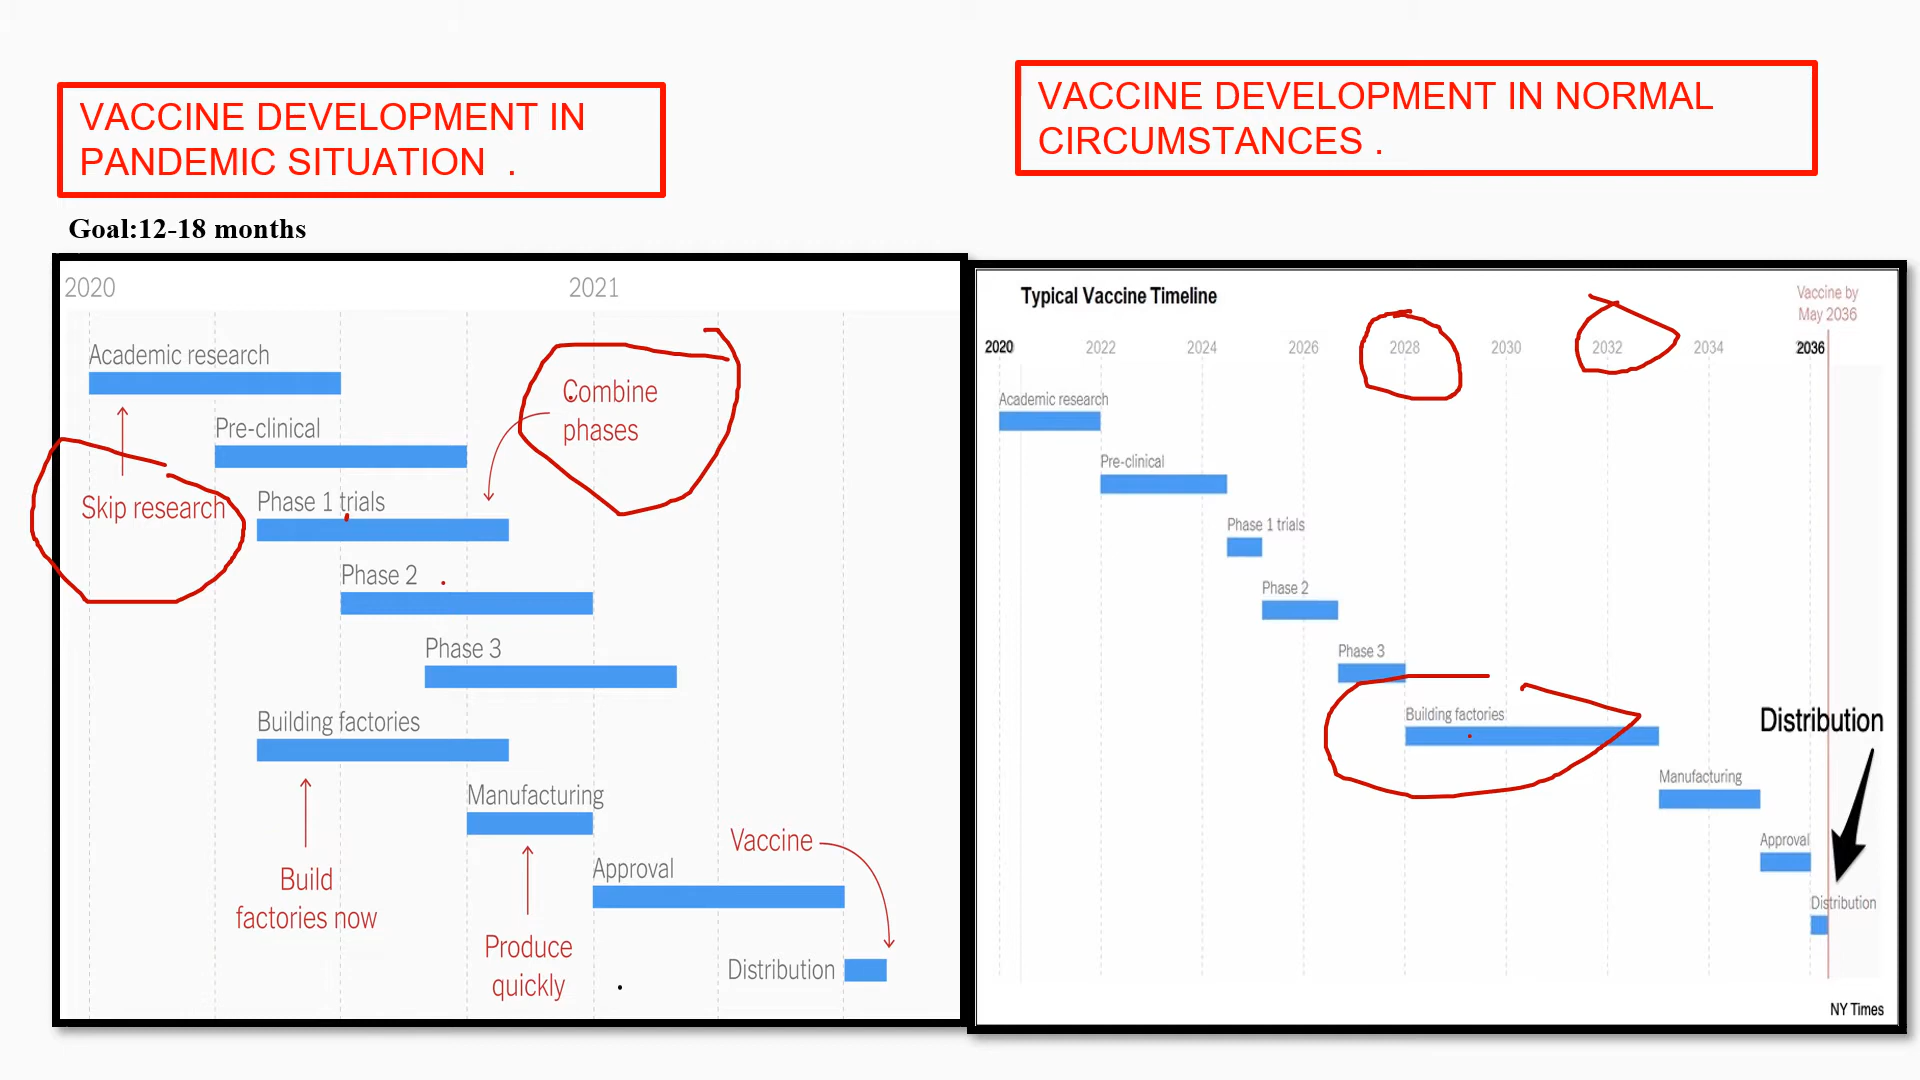 VACCINE DEVELOPMENT IN
PANDEMIC SITUATION .
Goal:12-18 months
2020 2021
Academic research
Combine
phases
Pre-clinical
Skip research
Phase 1 trials
Phase 2
Phase 3
Building factories
Manufacturing
Build
factories now
Vaccine
Approval
Produce
quickly
Distribution
VACCINE DEVELOPMENT IN NORMAL
CIRCUMSTANCES .
Typical Vaccine Timeline
Vaccine by
May 2036
2020 2022 2024 2026 2028 2030 2032 2034 2036
Academic research
Pre-clinical
Phase 1 trials
Phase 2
Phase 3
Building factories
Distribution
Manufacturing
Approval
Distribution
NY Times